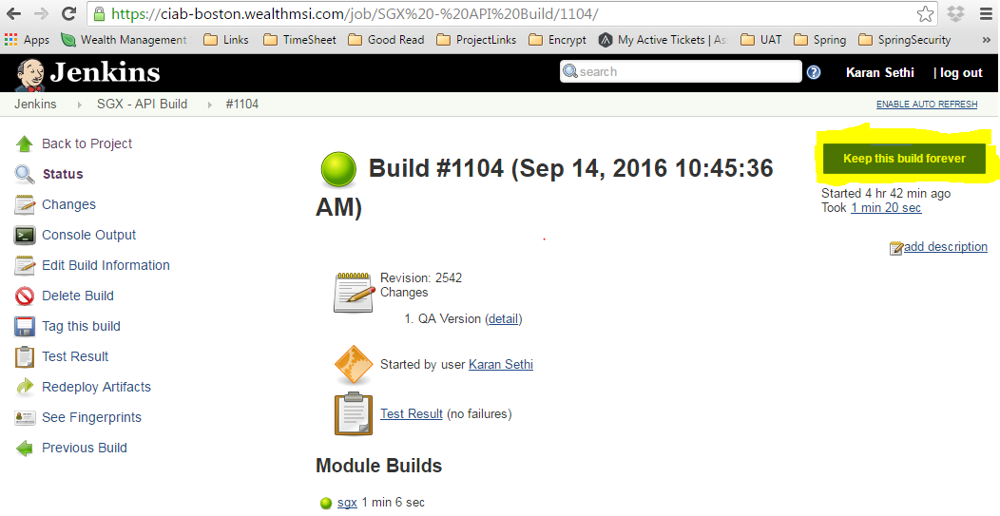 https://ciab-boston.wealthmsi.com/job/SGX%20-%20API%20Build/1104/
Apps Wealth Management Links TimeSheet Good Read ProjectLinks Encrypt My Active Tickets | As UAT Spring SpringSecurity »
Jenkins search ? Karan Sethi | log out
Jenkins SGX - API Build #1104 ENABLE AUTO REFRESH
Back to Project
Status
Changes
Console Output
Edit Build Information
Delete Build
Tag this build
Test Result
Redeploy Artifacts
See Fingerprints
Previous Build
Build #1104 (Sep 14, 2016 10:45:36
AM)
Keep this build forever
Started 4 hr 42 min ago
Took 1 min 20 sec
add description
Revision: 2542
Changes
1. QA Version (detail)
Started by user Karan Sethi
Test Result (no failures)
Module Builds
sgx 1 min 6 sec